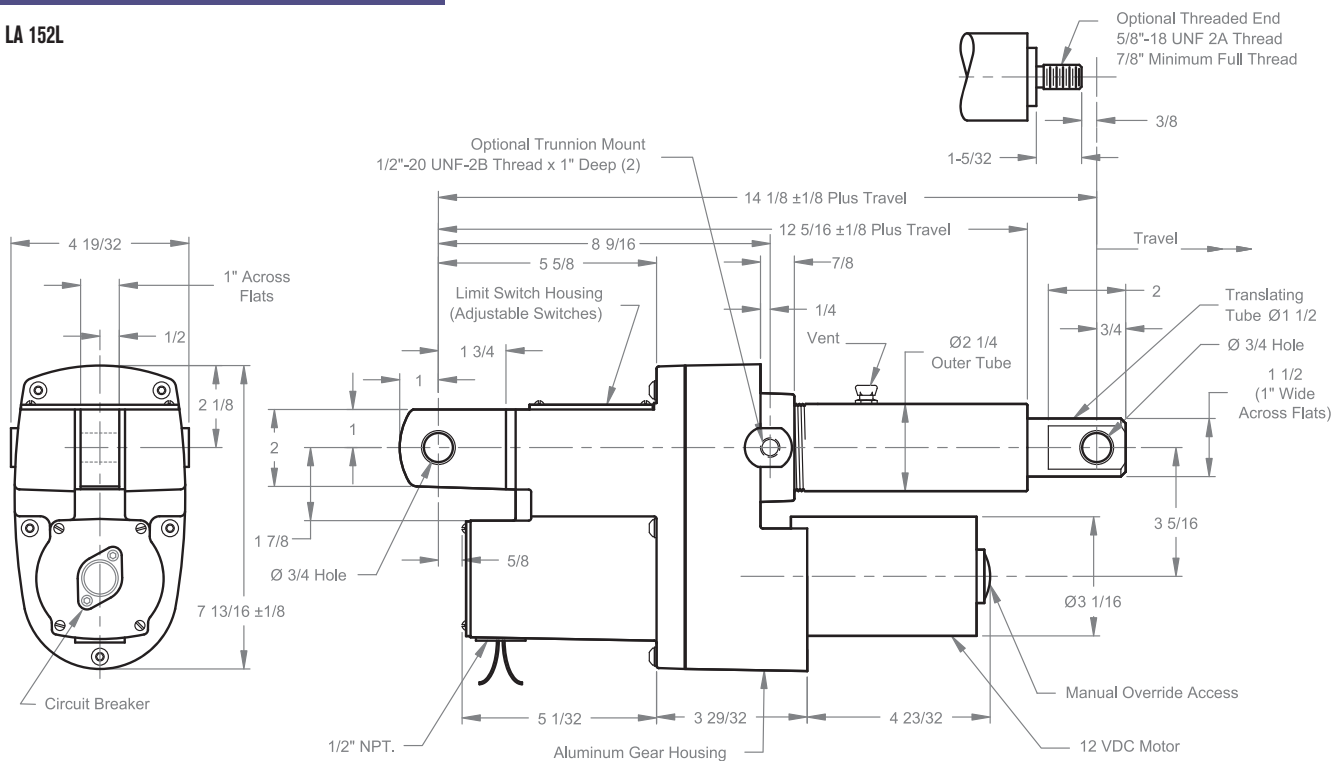 LA 152L
Optional Threaded End
5/8"-18 UNF 2A Thread
7/8" Minimum Full Thread
3/8
1-5/32
Optional Trunnion Mount
1/2"-20 UNF-2B Thread x 1" Deep (2)
14 1/8 ±1/8 Plus Travel
12 5/16 ±1/8 Plus Travel
Travel
4 19/32
8 9/16
5 5/8
7/8
1" Across
Flats
Limit Switch Housing
(Adjustable Switches)
1/4
2
Translating
Tube Ø1 1/2
1/2
Vent
Ø2 1/4
Outer Tube
3/4
Ø 3/4 Hole
1 3/4
1
1 1/2
(1" Wide
Across Flats)
2 1/8
1
2
3 5/16
1 7/8
5/8
Ø 3/4 Hole
7 13/16 ±1/8
Ø3 1/16
Circuit Breaker
Manual Override Access
5 1/32
3 29/32
4 23/32
1/2" NPT.
Aluminum Gear Housing
12 VDC Motor